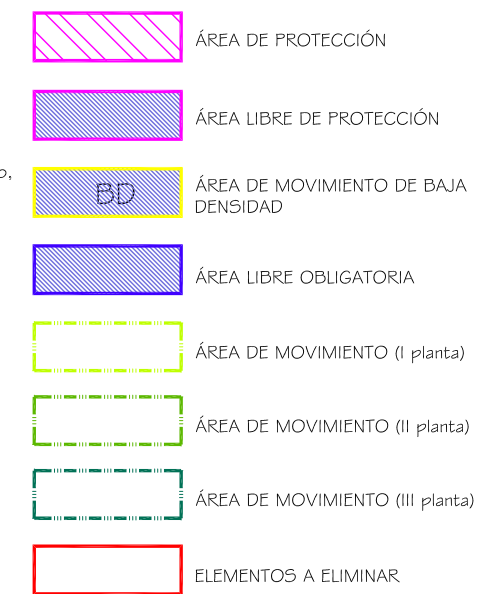 ÁREA DE PROTECCIÓN
ÁREA LIBRE DE PROTECCIÓN
o,
BD
ÁREA DE MOVIMIENTO DE BAJA
DENSIDAD
ÁREA LIBRE OBLIGATORIA
ÁREA DE MOVIMIENTO (I planta)
ÁREA DE MOVIMIENTO (II planta)
ÁREA DE MOVIMIENTO (III planta)
ELEMENTOS A ELIMINAR